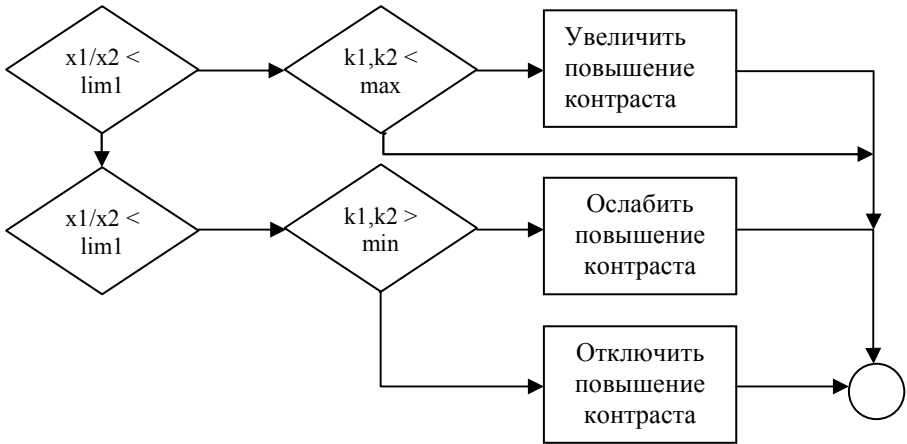 x1/x2 <
lim1
k1,k2 <
max
Увеличить
повышение
контраста
x1/x2 <
lim1
k1,k2 >
min
Ослабить
повышение
контраста
Отключить
повышение
контраста